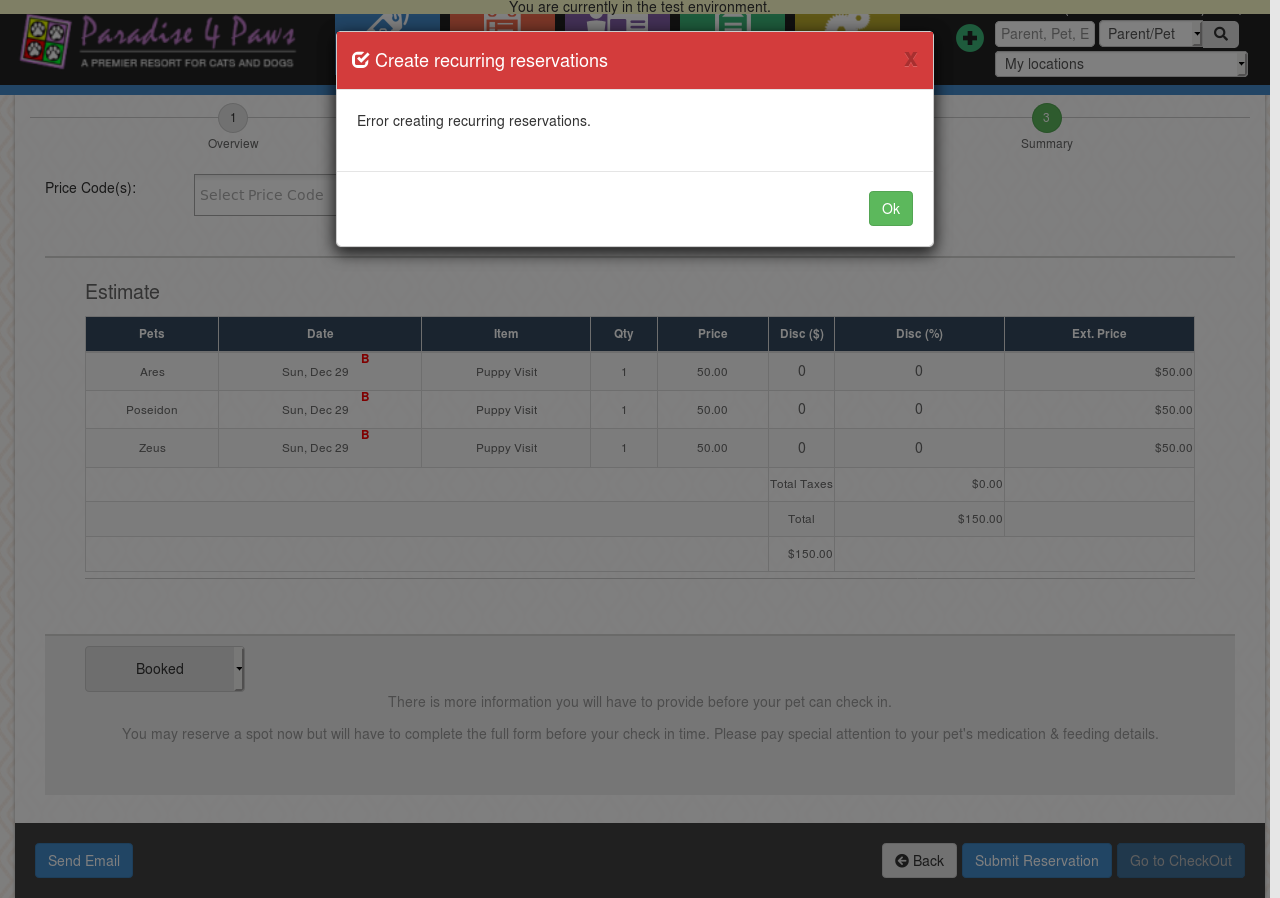 You are currently in the test environment.
Paradise 4 Paws
A PREMIER RESORT FOR CATS AND DOGS
Parent, Pet, E
Parent/Pet
My locations
Create recurring reservations
X
Error creating recurring reservations.
Ok
1
Overview
3
Summary
Price Code(s):
Select Price Code
Estimate
Pets Date Item Qty Price Disc ($) Disc (%) Ext. Price
Ares Sun, Dec 29 B Puppy Visit 1 50.00 0 0 $50.00
Poseidon Sun, Dec 29 B Puppy Visit 1 50.00 0 0 $50.00
Zeus Sun, Dec 29 B Puppy Visit 1 50.00 0 0 $50.00
Total Taxes $0.00
Total $150.00
$150.00
Booked
There is more information you will have to provide before your pet can check in.
You may reserve a spot now but will have to complete the full form before your check in time. Please pay special attention to your pet's medication & feeding details.
Send Email
Back
Submit Reservation
Go to CheckOut